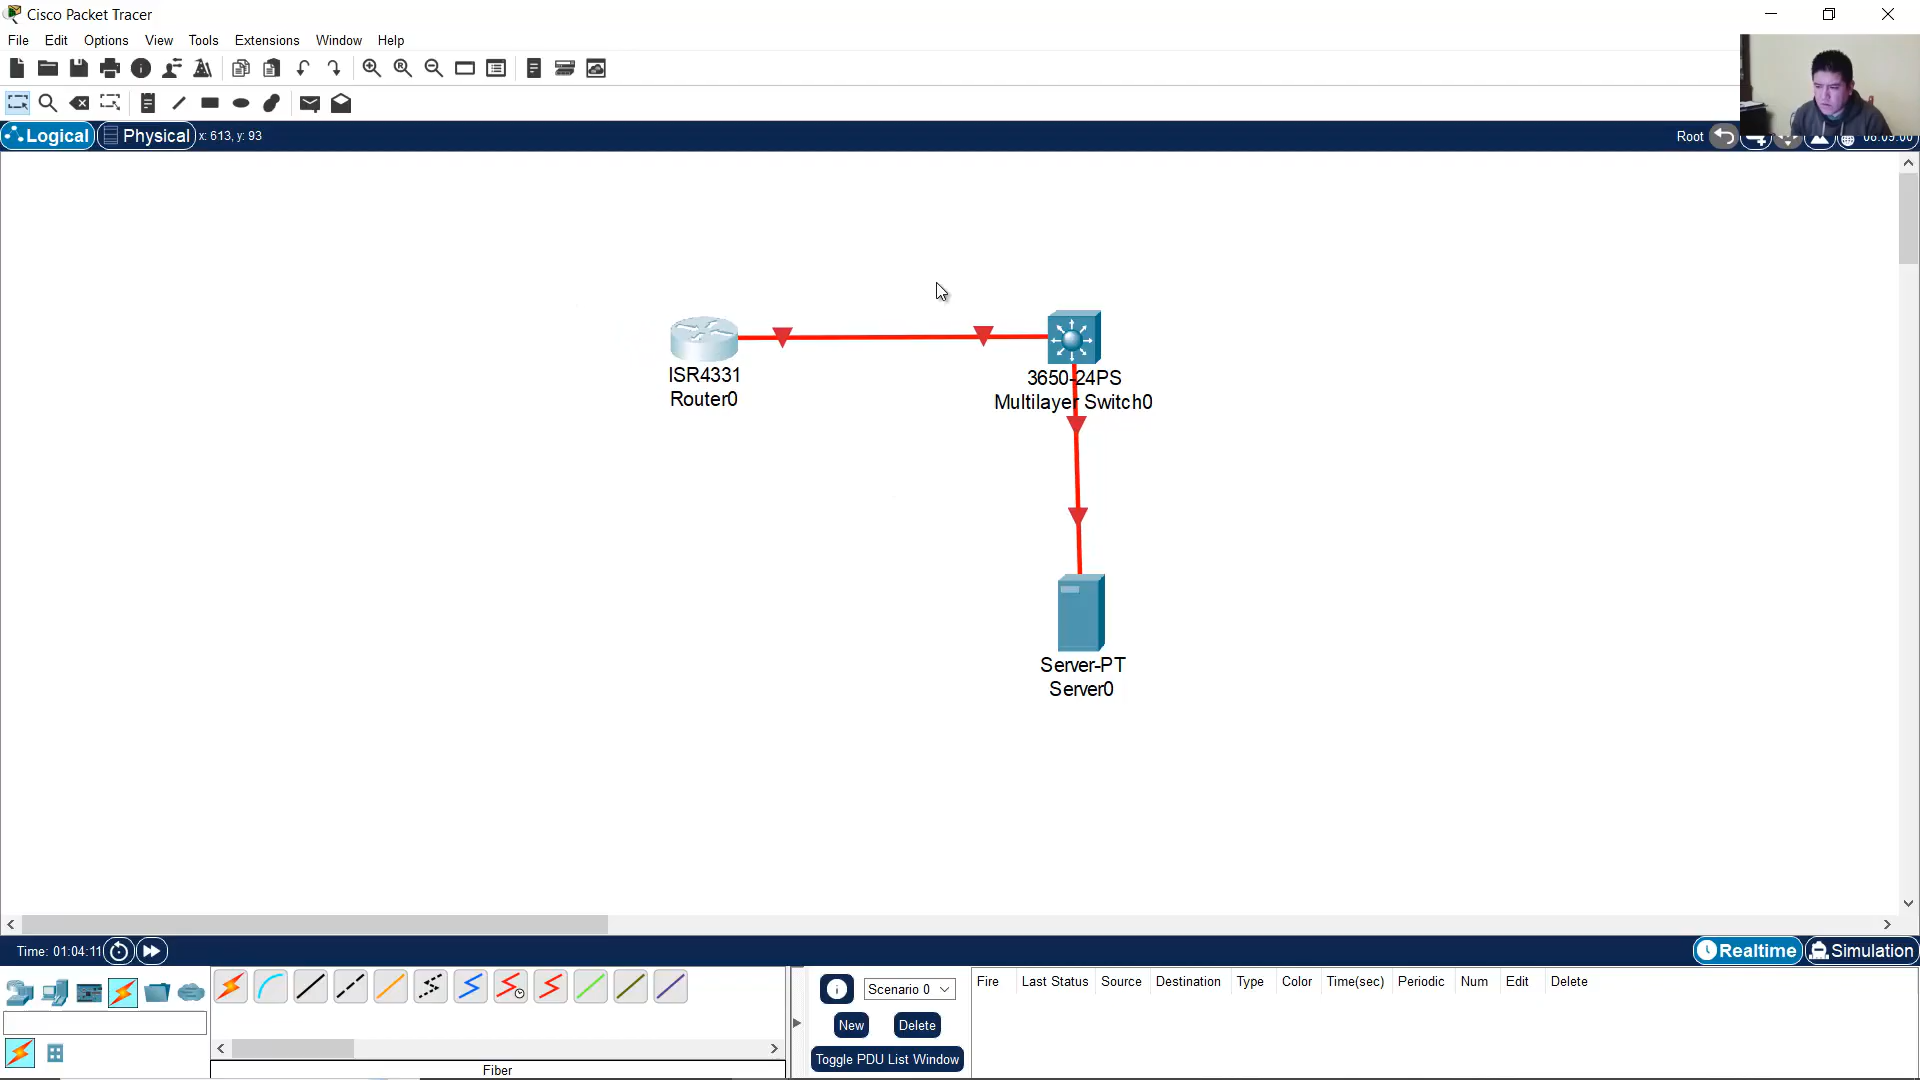 Cisco Packet Tracer
File Edit Options View Tools Extensions Window Help
Logical Physical x: 613, y: 93
Root
ISR4331
Router0
3650-24PS
Multilayer Switch0
Server-PT
Server0
Time: 01:04:11
Realtime Simulation
Scenario 0
New Delete
Toggle PDU List Window
Fire Last Status Source Destination Type Color Time(sec) Periodic Num Edit Delete
Fiber